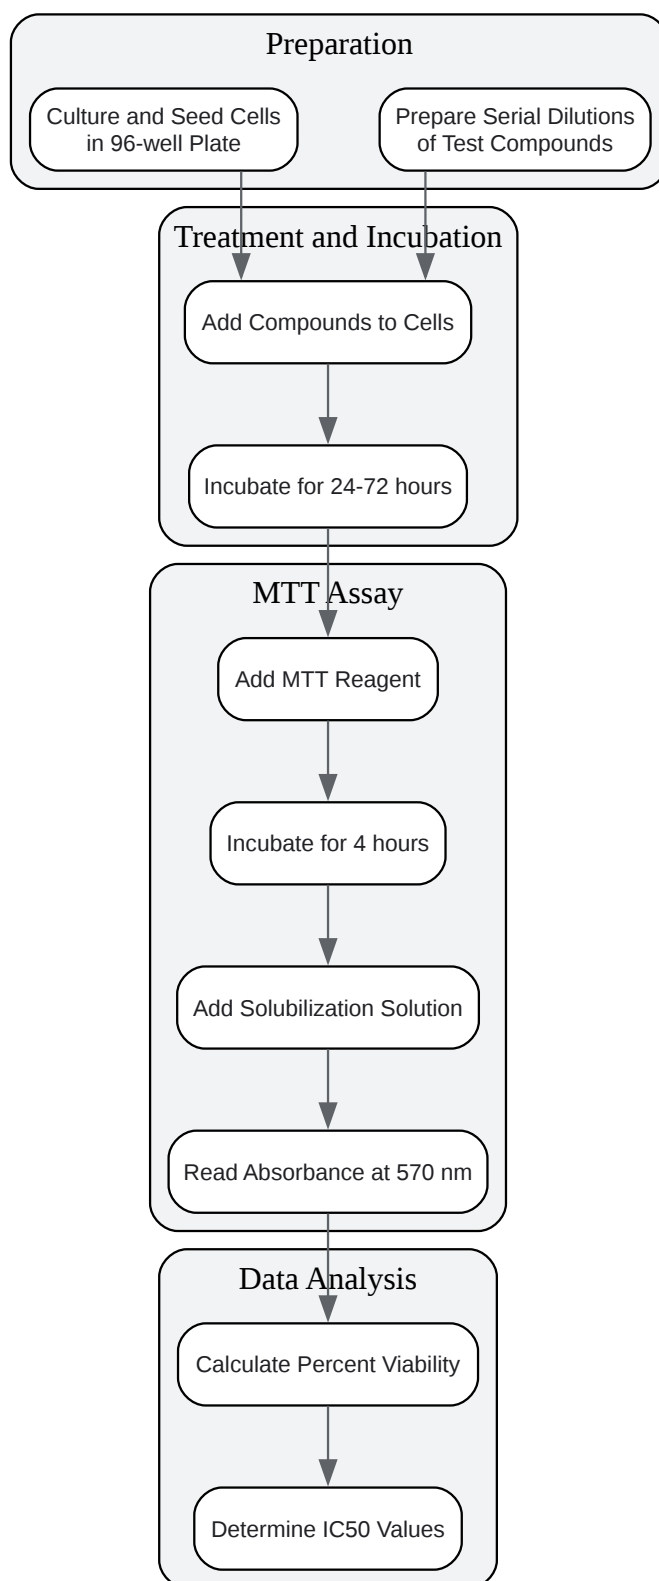 Preparation
Culture and Seed Cells
in 96-well Plate
Prepare Serial Dilutions
of Test Compounds
Treatment and Incubation
Add Compounds to Cells
Incubate for 24-72 hours
MTT Assay
Add MTT Reagent
Incubate for 4 hours
Add Solubilization Solution
Read Absorbance at 570 nm
Data Analysis
Calculate Percent Viability
Determine IC50 Values